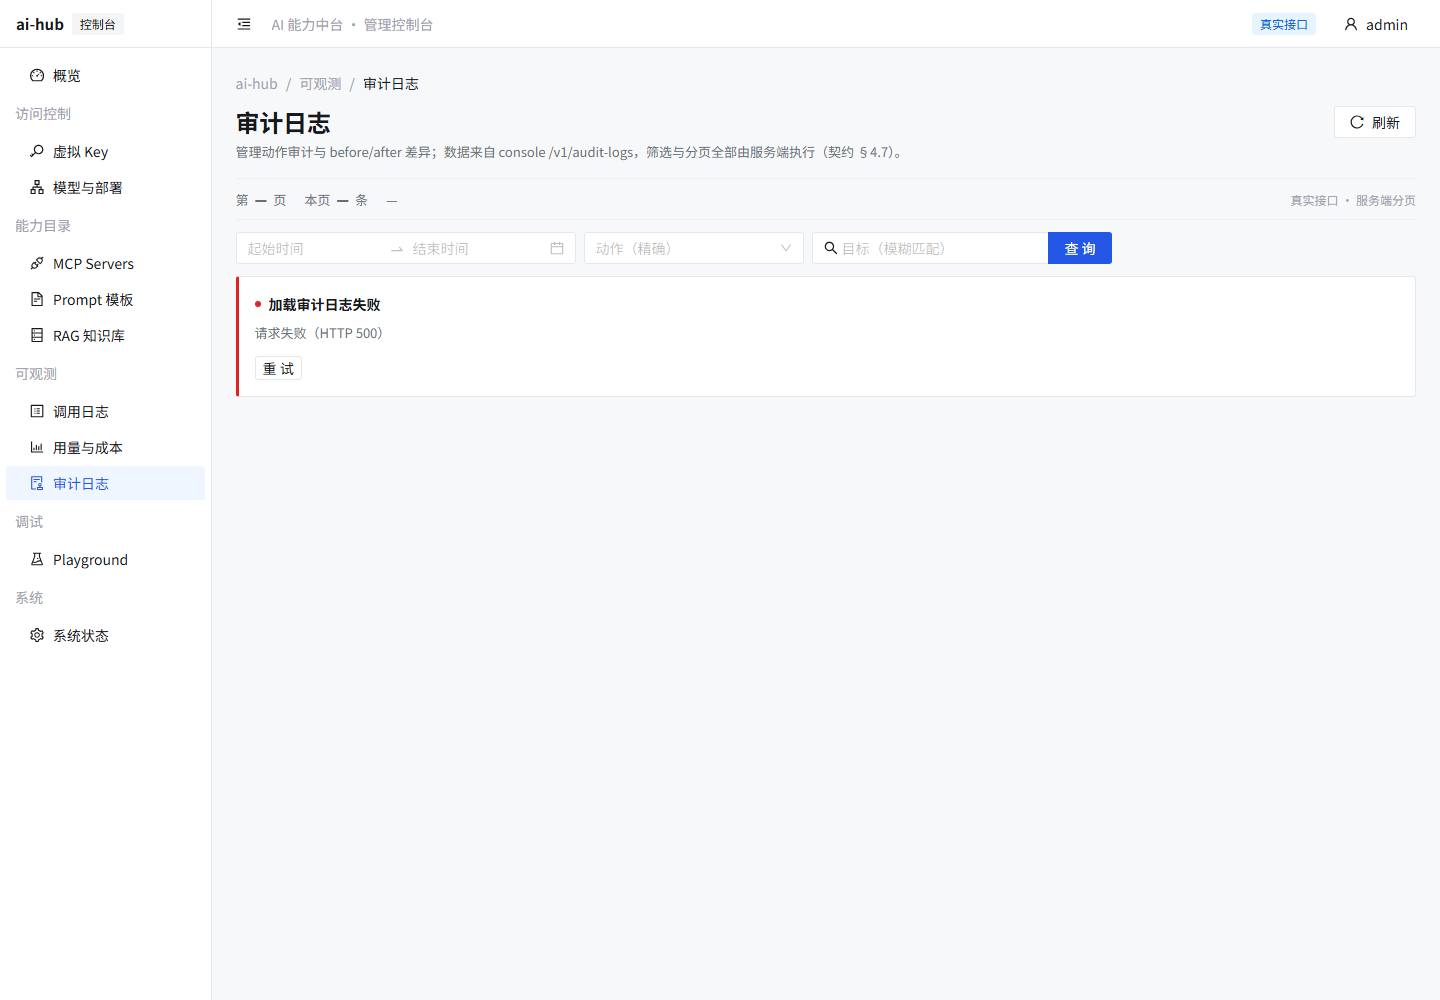 ai-hub 控制台
AI 能力中台 · 管理控制台
真实接口
admin
概览
访问控制
虚拟 Key
模型与部署
能力目录
MCP Servers
Prompt 模板
RAG 知识库
可观测
调用日志
用量与成本
审计日志
调试
Playground
系统
系统状态
ai-hub / 可观测 / 审计日志
审计日志
刷新
管理动作审计与 before/after 差异；数据来自 console /v1/audit-logs，筛选与分页全部由服务端执行（契约 §4.7）。
第 — 页 本页 — 条 —
真实接口 · 服务端分页
起始时间 → 结束时间
动作（精确）
目标（模糊匹配）
查 询
加载审计日志失败
请求失败（HTTP 500）
重 试